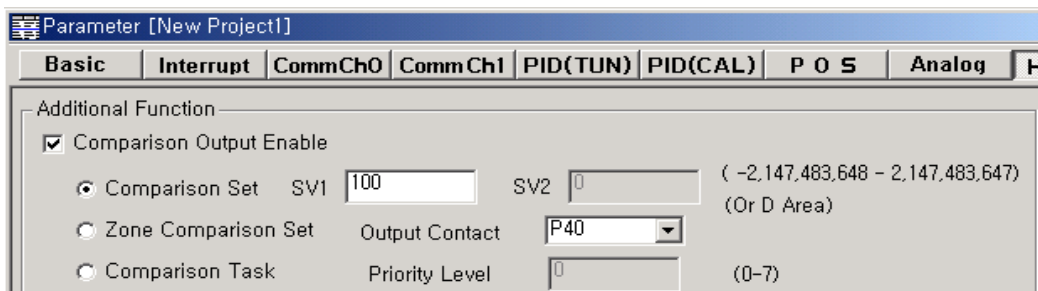 Parameter [New Project1]
Basic Interrupt CommCh0 CommCh1 PID(TUN) PID(CAL) P O S Analog H
Additional Function
Comparison Output Enable
Comparison Set SV1 100 SV2 0 ( -2,147,483,648 - 2,147,483,647)
(Or D Area)
Zone Comparison Set Output Contact P40
Comparison Task Priority Level 0 (0-7)